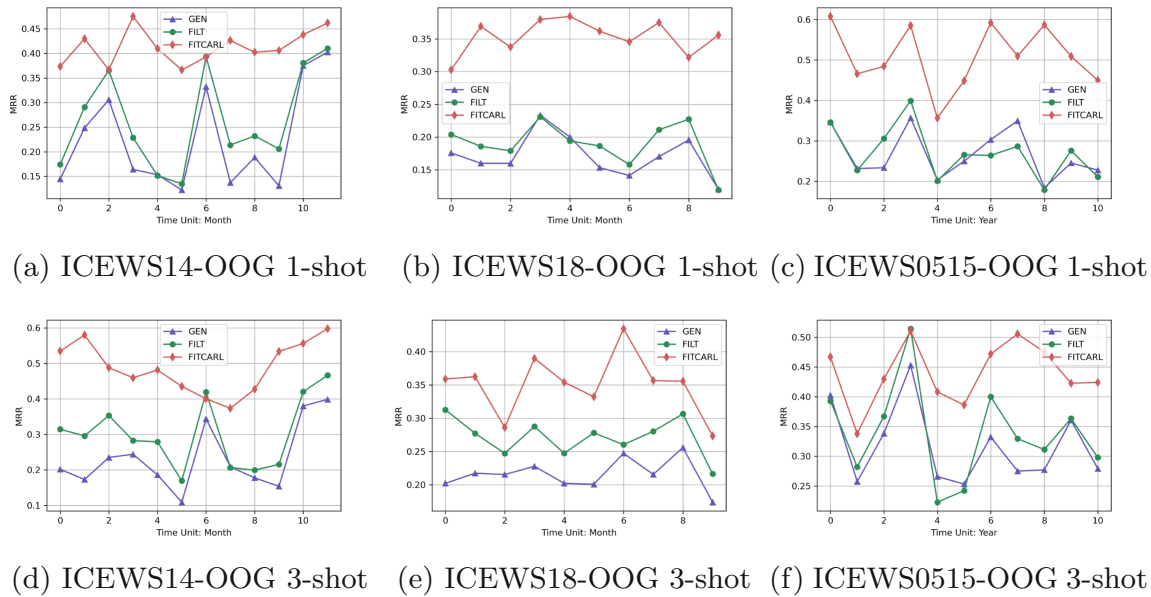 GEN
FILT
FITCARL
MRR
0.45
0.40
0.35
0.30
0.25
0.20
0.15
0 2 4 6 8 10
Time Unit: Month
(a) ICEWS14-OOG 1-shot
GEN
FILT
FITCARL
MRR
0.35
0.30
0.25
0.20
0.15
0 2 4 6 8
Time Unit: Month
(b) ICEWS18-OOG 1-shot
GEN
FILT
FITCARL
MRR
0.6
0.5
0.4
0.3
0.2
0 2 4 6 8 10
Time Unit: Year
(c) ICEWS0515-OOG 1-shot
GEN
FILT
FITCARL
MRR
0.6
0.5
0.4
0.3
0.2
0.1
0 2 4 6 8 10
Time Unit: Month
(d) ICEWS14-OOG 3-shot
GEN
FILT
FITCARL
MRR
0.40
0.35
0.30
0.25
0.20
0 2 4 6 8
Time Unit: Month
(e) ICEWS18-OOG 3-shot
GEN
FILT
FITCARL
MRR
0.50
0.45
0.40
0.35
0.30
0.25
0 2 4 6 8 10
Time Unit: Year
(f) ICEWS0515-OOG 3-shot